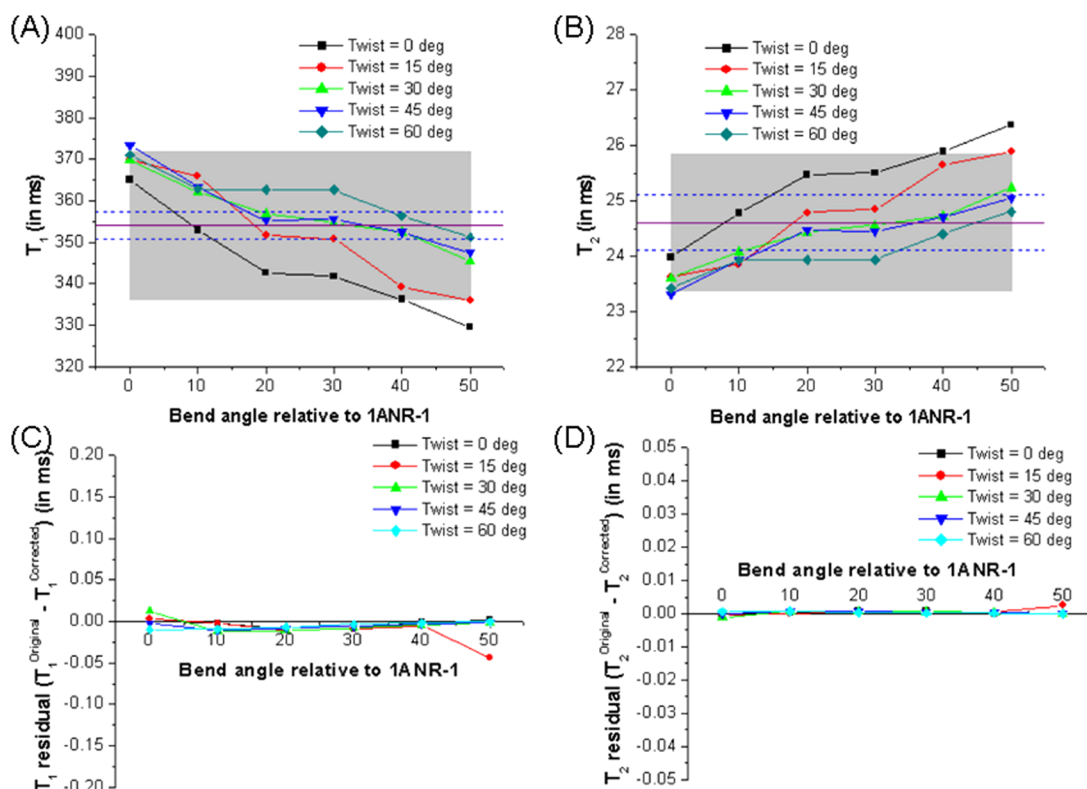 (A)
400
390
380
370
360
350
340
330
320
T1 (in ms)
Twist = 0 deg
Twist = 15 deg
Twist = 30 deg
Twist = 45 deg
Twist = 60 deg
0 10 20 30 40 50
Bend angle relative to 1ANR-1
(B)
28
27
26
25
24
23
22
T2 (in ms)
Twist = 0 deg
Twist = 15 deg
Twist = 30 deg
Twist = 45 deg
Twist = 60 deg
0 10 20 30 40 50
Bend angle relative to 1ANR-1
(C)
0.20
0.15
0.10
0.05
0.00
-0.05
-0.10
-0.15
-0.20
T1 residual (T1 Original - T1 Corrected) (in ms)
Twist = 0 deg
Twist = 15 deg
Twist = 30 deg
Twist = 45 deg
Twist = 60 deg
0 10 20 30 40 50
Bend angle relative to 1ANR-1
(D)
0.05
0.04
0.03
0.02
0.01
0.00
-0.01
-0.02
-0.03
-0.04
-0.05
T2 residual (T2 Original - T2 Corrected) (in ms)
Twist = 0 deg
Twist = 15 deg
Twist = 30 deg
Twist = 45 deg
Twist = 60 deg
Bend angle relative to 1ANR-1
0 10 20 30 40 50